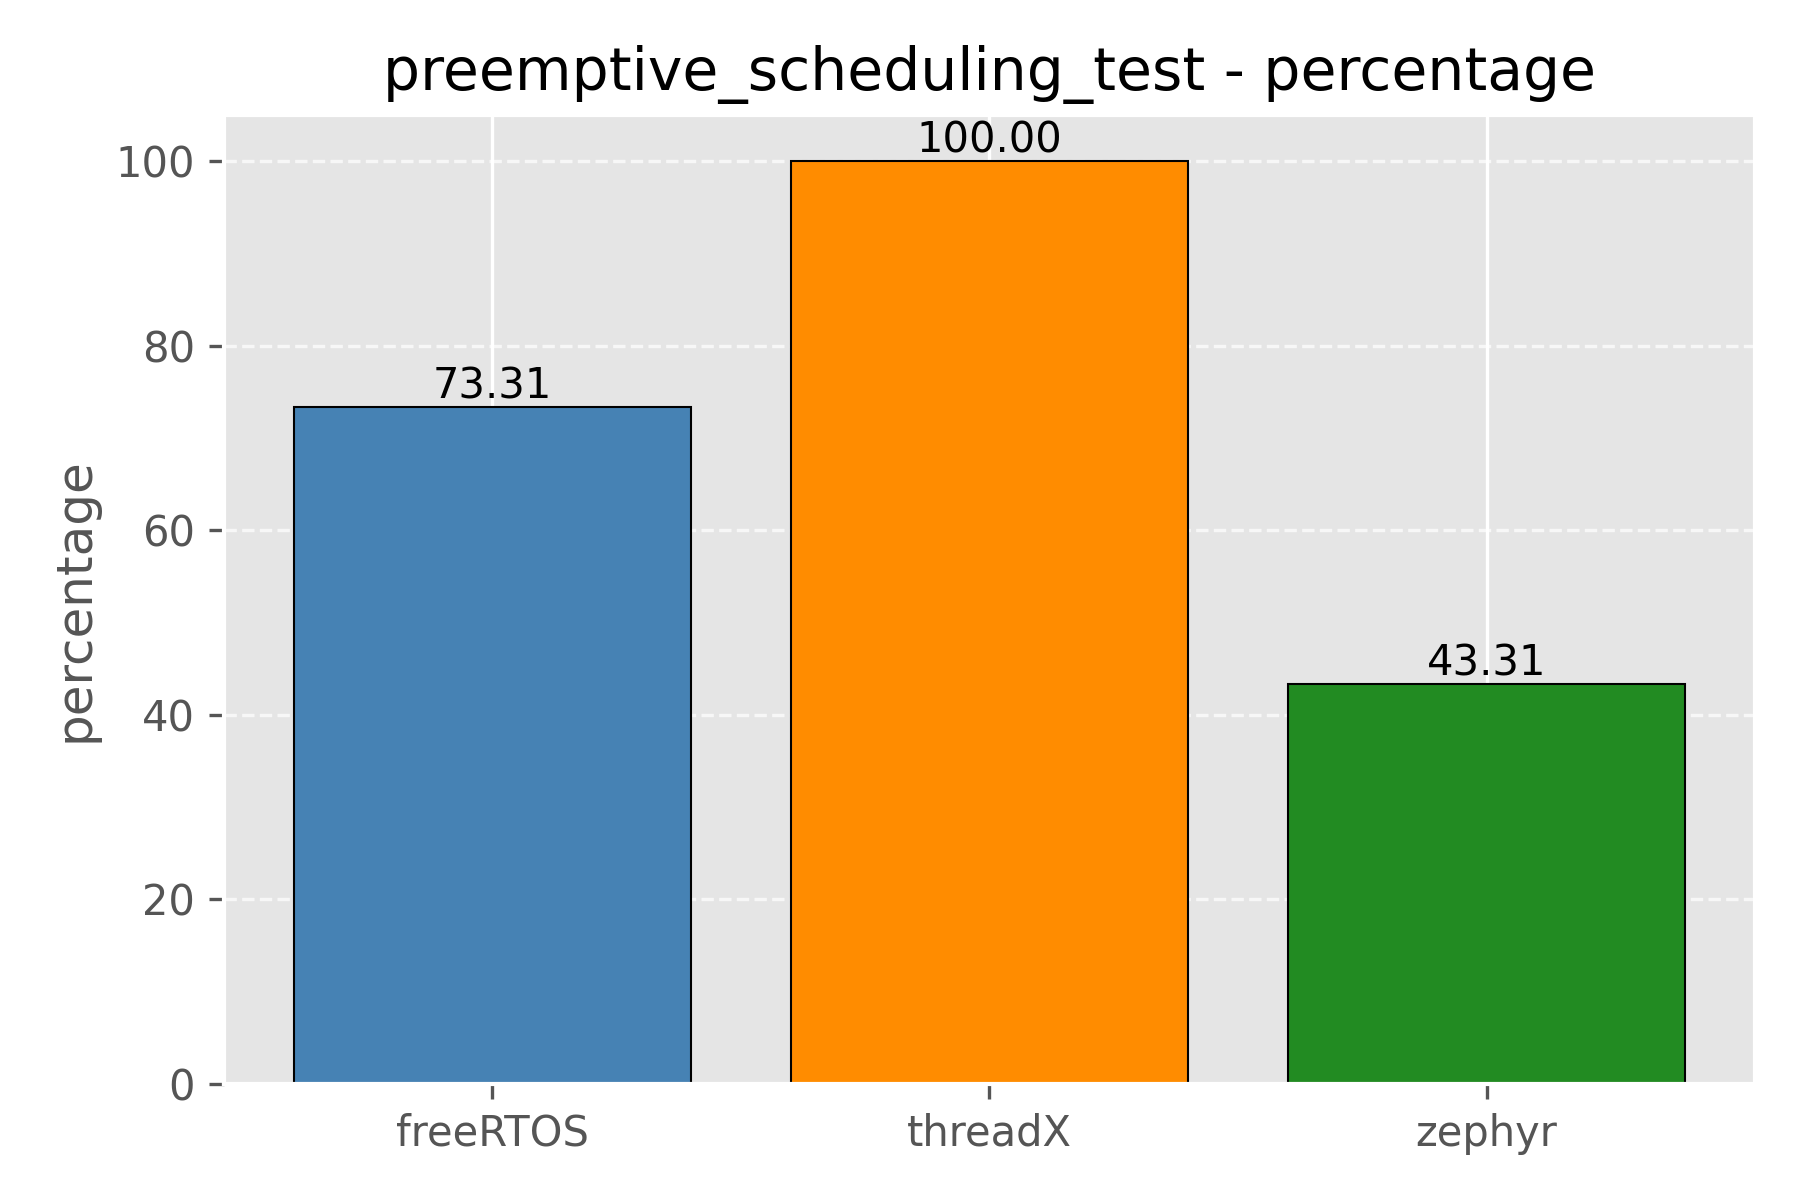 preemptive_scheduling_test - percentage
percentage
100
80
60
40
20
0
73.31
100.00
43.31
freeRTOS
threadX
zephyr